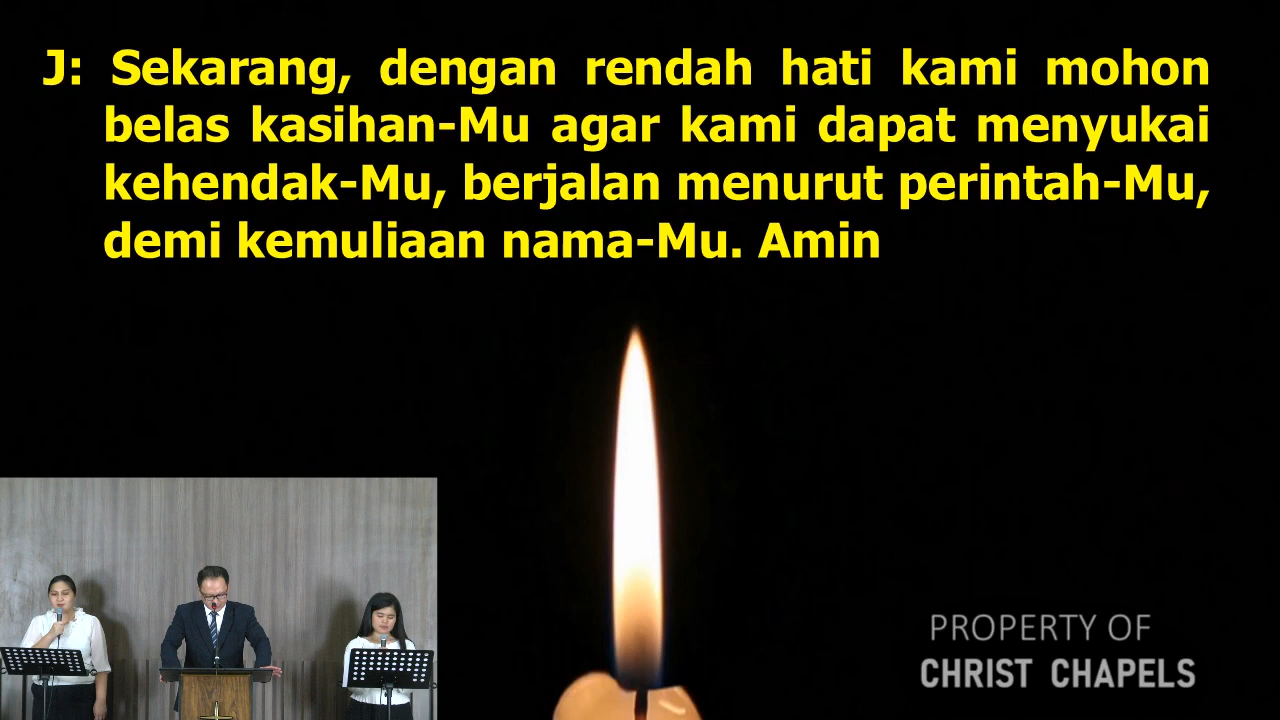 J: Sekarang, dengan rendah hati kami mohon
belas kasihan-Mu agar kami dapat menyukai
kehendak-Mu, berjalan menurut perintah-Mu,
demi kemuliaan nama-Mu. Amin
PROPERTY OF
CHRIST CHAPELS